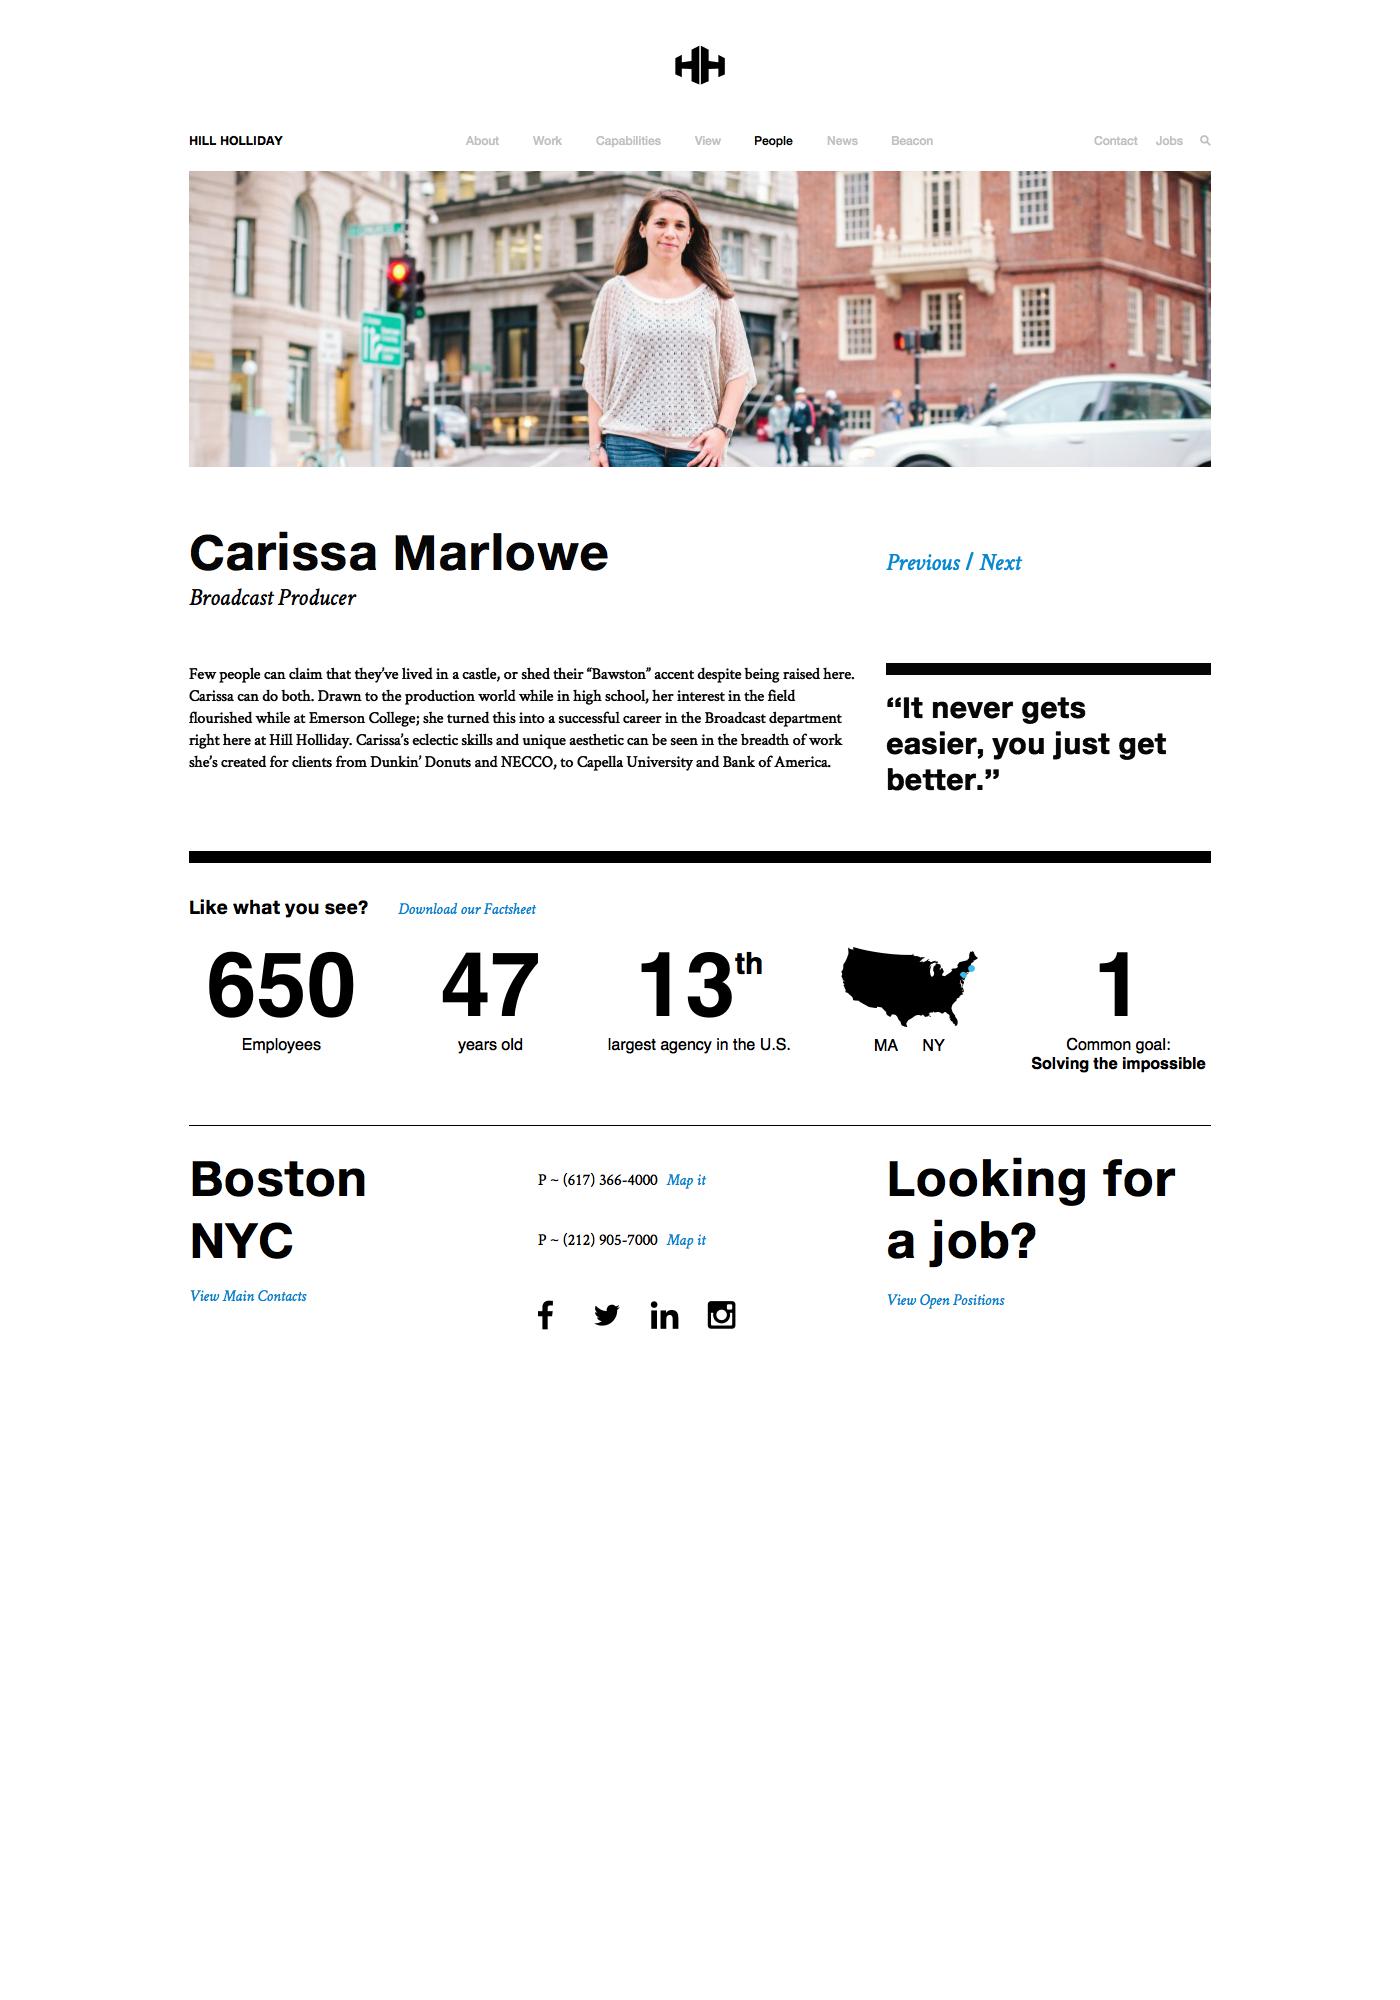 HILL HOLLIDAY
About Work Capabilities View People News Beacon
Contact Jobs
Carissa Marlowe
Broadcast Producer
Previous / Next
Few people can claim that they’ve lived in a castle, or shed their “Bawston” accent despite being raised here.
Carissa can do both. Drawn to the production world while in high school, her interest in the field
flourished while at Emerson College; she turned this into a successful career in the Broadcast department
right here at Hill Holliday. Carissa’s eclectic skills and unique aesthetic can be seen in the breadth of work
she’s created for clients from Dunkin’ Donuts and NECCO, to Capella University and Bank of America.
“It never gets
easier, you just get
better.”
Like what you see? Download our Factsheet
650
Employees
47
years old
13th
largest agency in the U.S.
MA NY
1
Common goal:
Solving the impossible
Boston
NYC
View Main Contacts
P ~ (617) 366-4000 Map it
P ~ (212) 905-7000 Map it
Looking for
a job?
View Open Positions